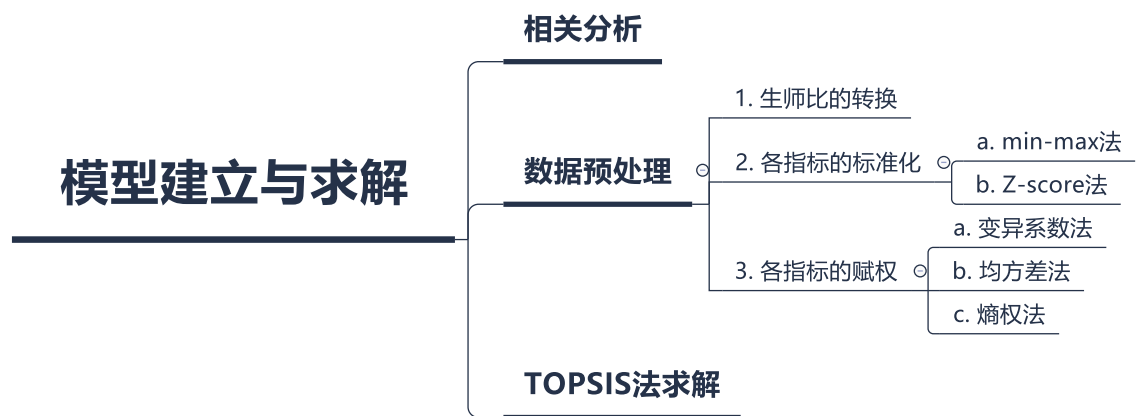 模型建立与求解
相关分析
数据预处理
1. 生师比的转换
2. 各指标的标准化
a. min-max法
b. Z-score法
3. 各指标的赋权
a. 变异系数法
b. 均方差法
c. 熵权法
TOPSIS法求解